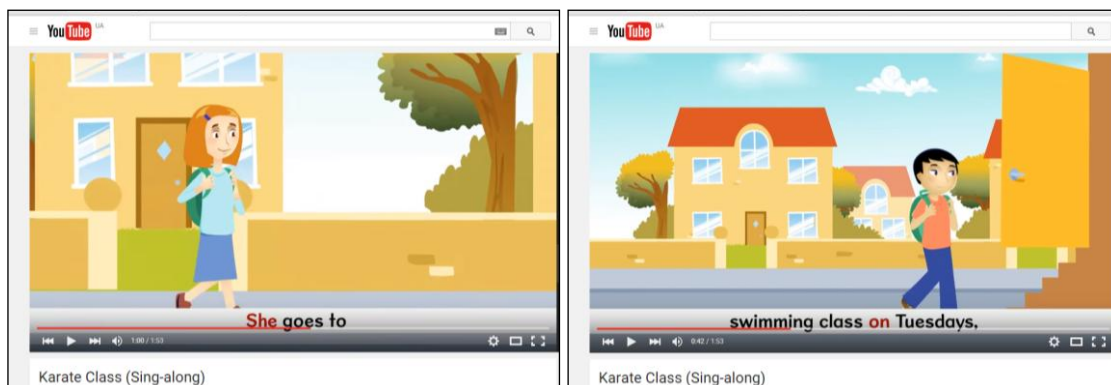 YouTube UA
She goes to
1:00 / 1:53
Karate Class (Sing-along)
YouTube UA
swimming class on Tuesdays,
0:42 / 1:53
Karate Class (Sing-along)